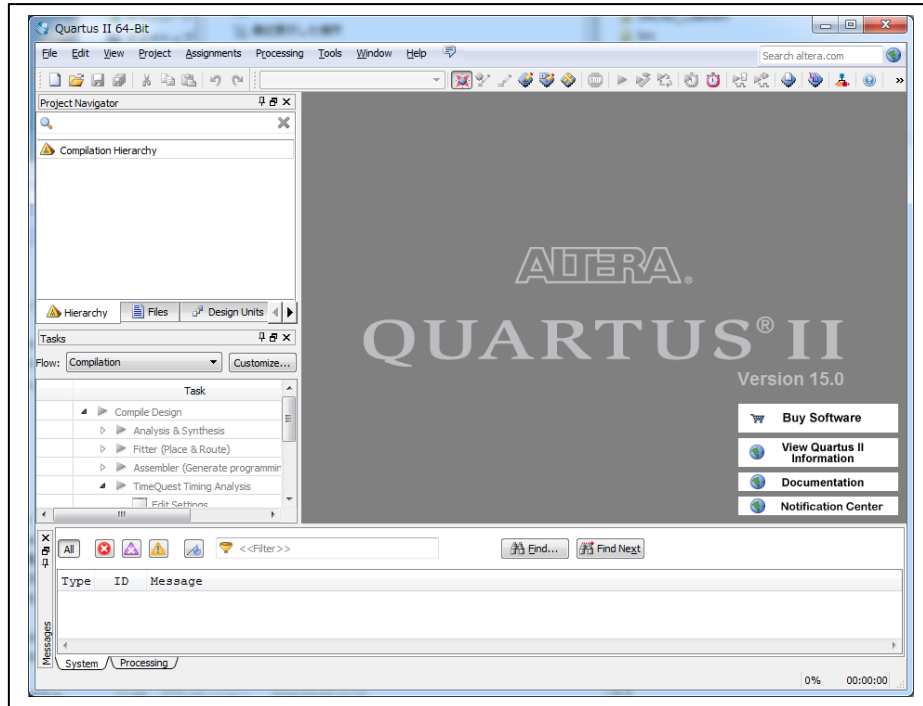 Quartus II 64-Bit
File Edit View Project Assignments Processing Tools Window Help
Search altera.com
Project Navigator
Compilation Hierarchy
Hierarchy Files Design Units
Tasks
Flow: Compilation Customize...
Task
Compile Design
Analysis & Synthesis
Fitter (Place & Route)
Assembler (Generate programmin
TimeQuest Timing Analysis
Edit Settings
ALTERA®
QUARTUS® II
Version 15.0
Buy Software
View Quartus II
Information
Documentation
Notification Center
All <<Filter>> Find... Find Next
Type ID Message
Messages
System Processing
0% 00:00:00